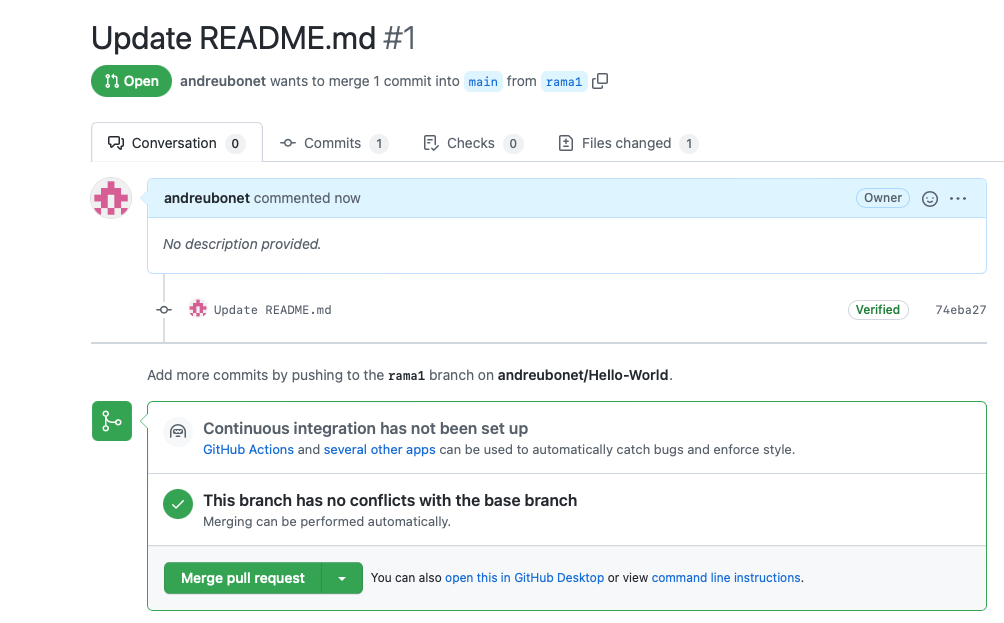 Update README.md #1
Open andreubonet wants to merge 1 commit into main from rama1
Conversation 0 Commits 1 Checks 0 Files changed 1
andreubonet commented now Owner
No description provided.
Update README.md Verified 74eba27
Add more commits by pushing to the rama1 branch on andreubonet/Hello-World.
Continuous integration has not been set up
GitHub Actions and several other apps can be used to automatically catch bugs and enforce style.
This branch has no conflicts with the base branch
Merging can be performed automatically.
Merge pull request You can also open this in GitHub Desktop or view command line instructions.